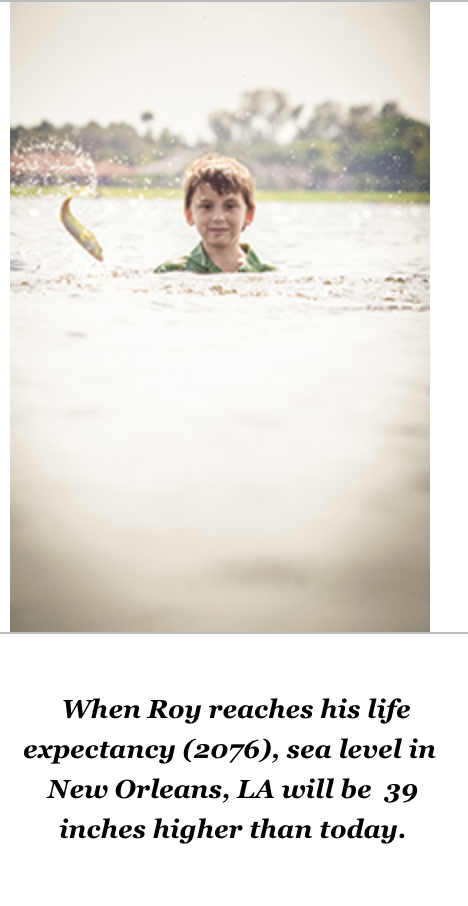 When Roy reaches his life
expectancy (2076), sea level in
New Orleans, LA will be  39
inches higher than today.